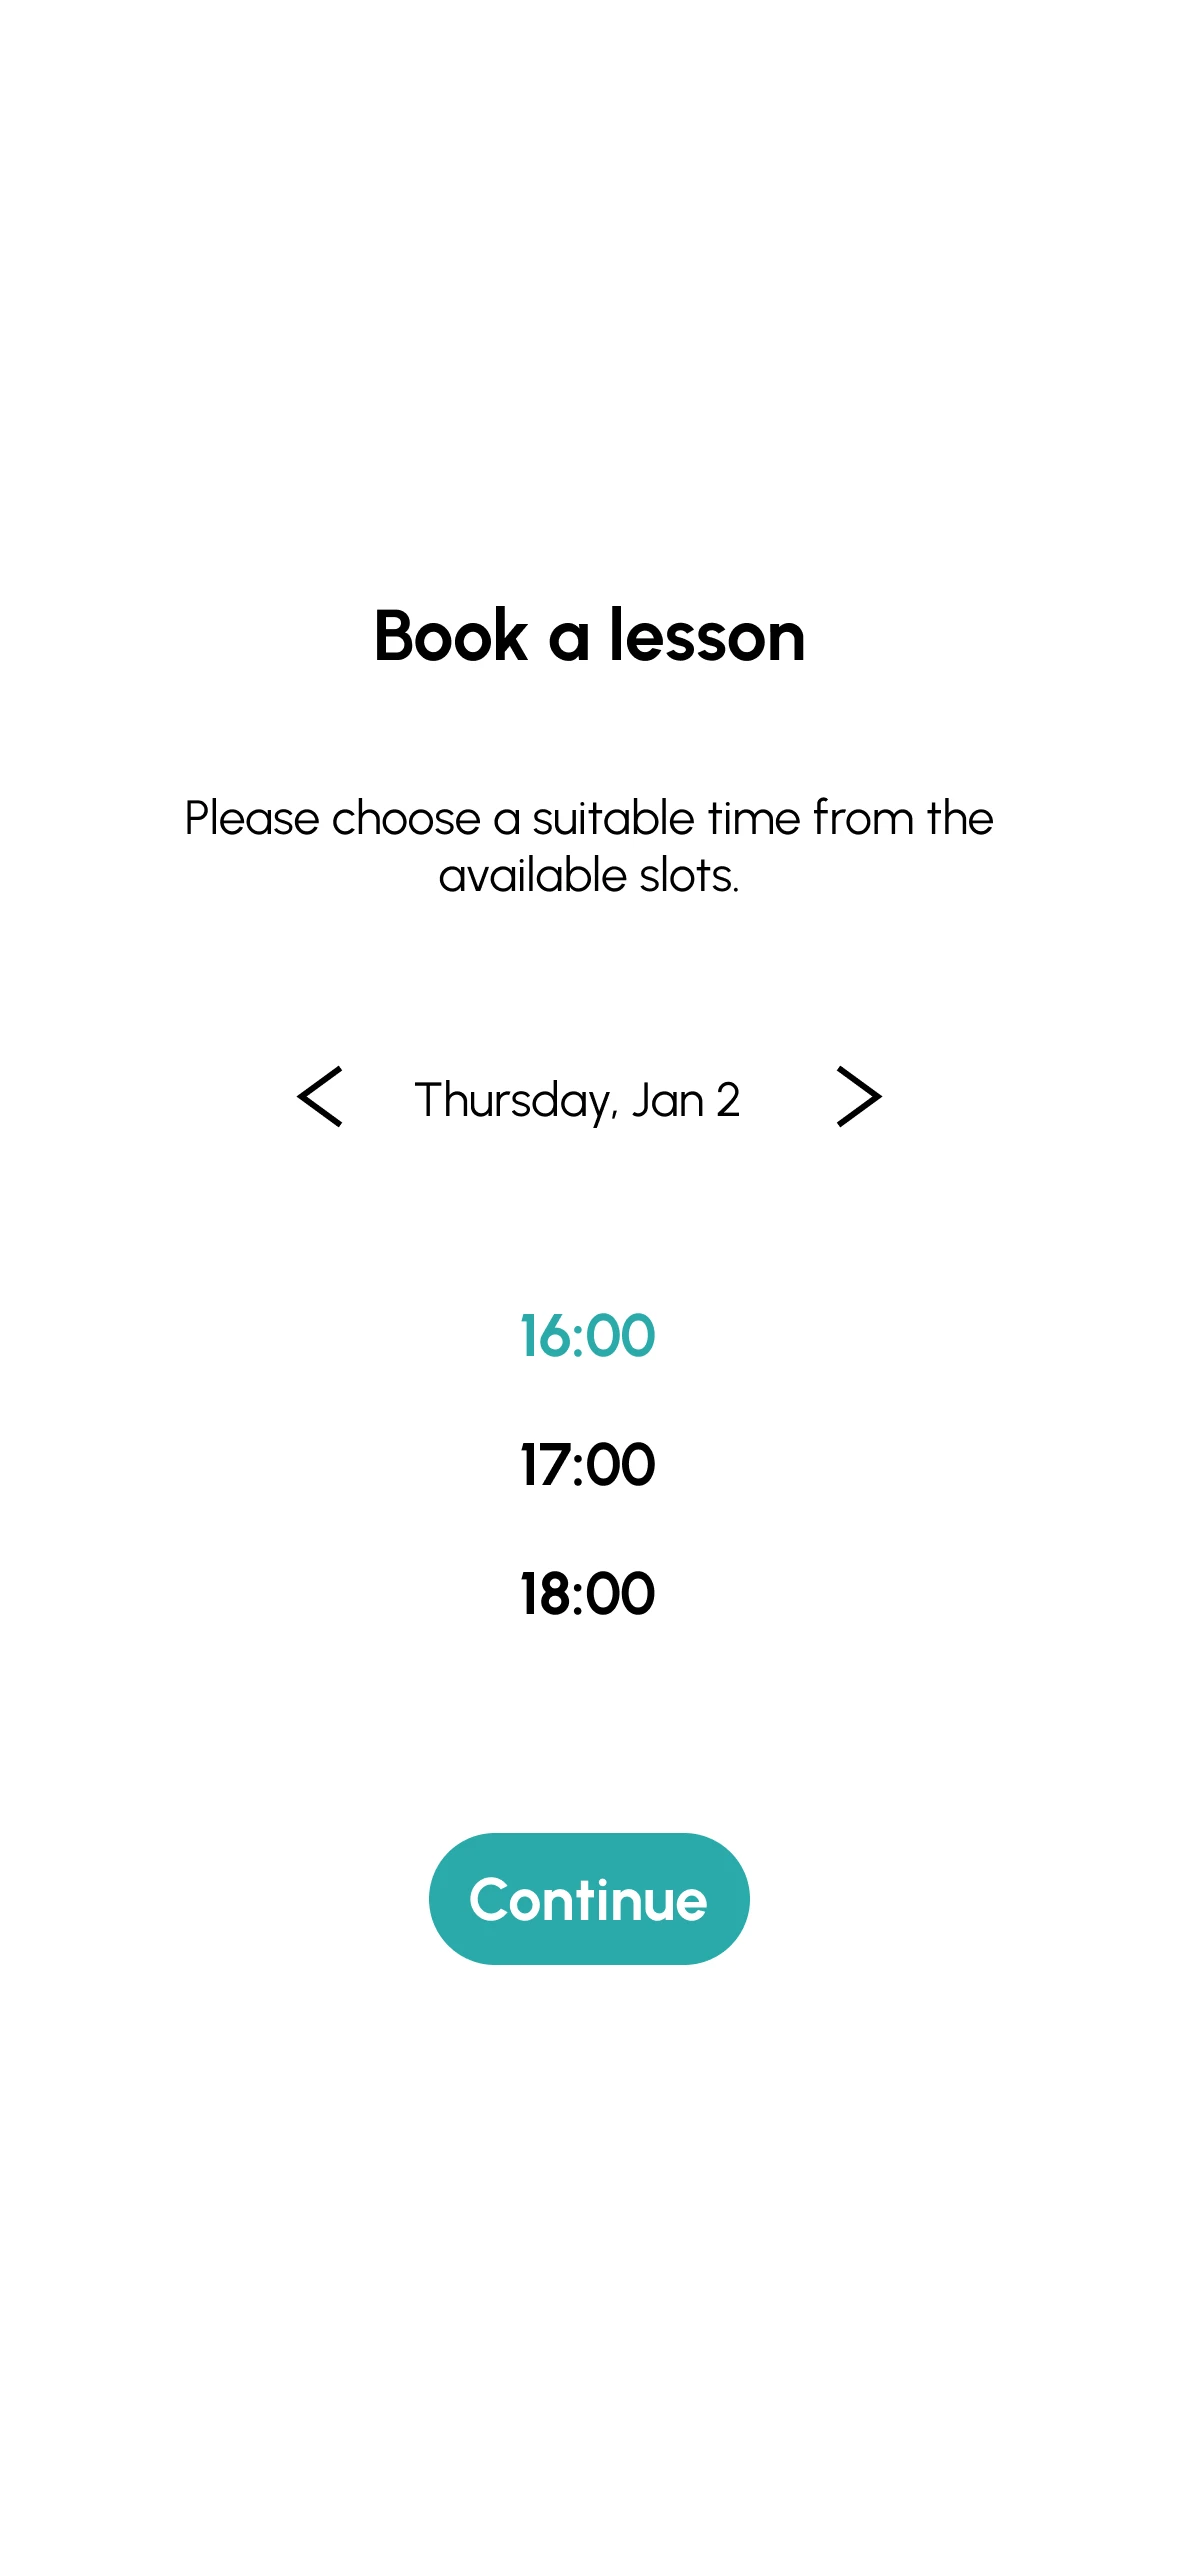 Book a lesson
Please choose a suitable time from the
available slots.
Thursday, Jan 2
16:00
17:00
18:00
Continue